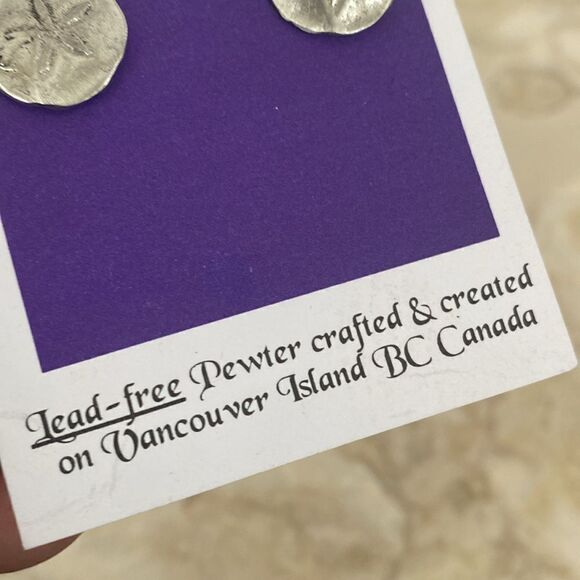 Lead-free Pewter crafted & created
on Vancouver Island BC Canada